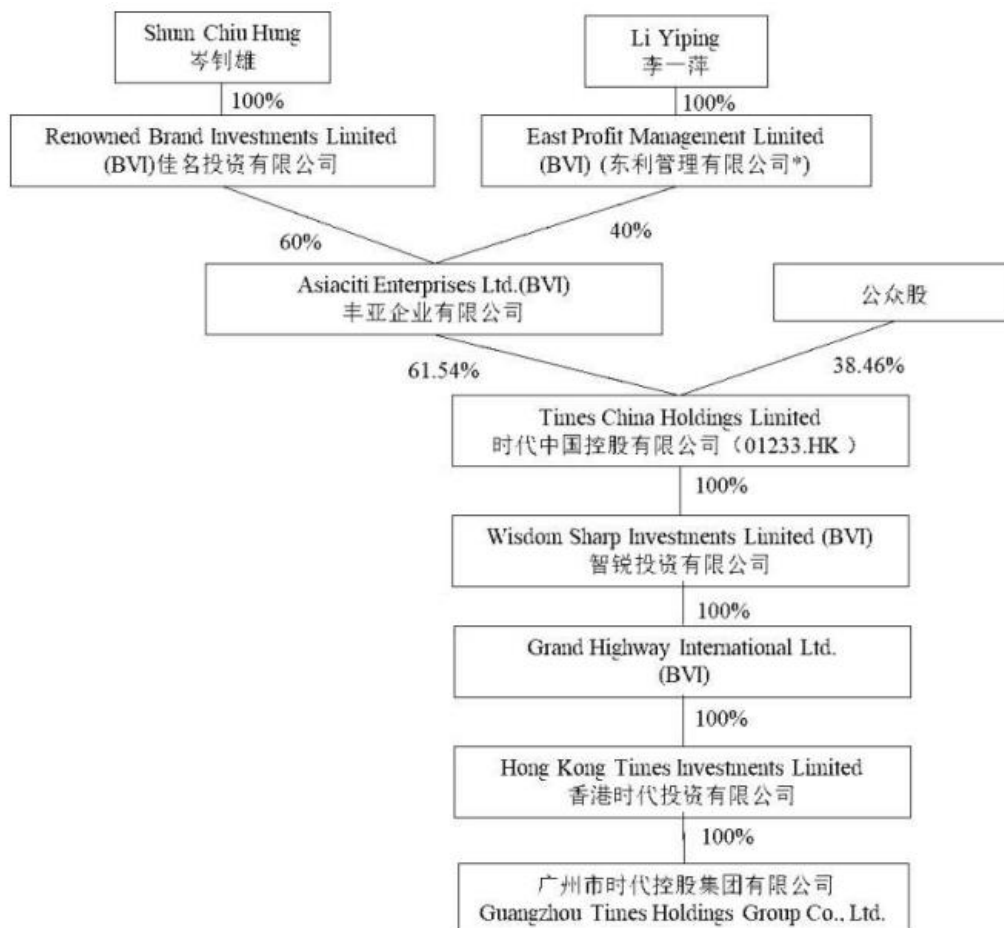 Shum Chiu Hung
岑钊雄
Li Yiping
李一萍
100%
100%
Renowned Brand Investments Limited
(BVI)佳名投资有限公司
East Profit Management Limited
(BVI) (东利管理有限公司*)
60%
40%
Asiaciti Enterprises Ltd.(BVI)
丰亚企业有限公司
公众股
61.54%
38.46%
Times China Holdings Limited
时代中国控股有限公司（01233.HK ）
100%
Wisdom Sharp Investments Limited (BVI)
智锐投资有限公司
100%
Grand Highway International Ltd.
(BVI)
100%
Hong Kong Times Investments Limited
香港时代投资有限公司
100%
广州市时代控股集团有限公司
Guangzhou Times Holdings Group Co., Ltd.